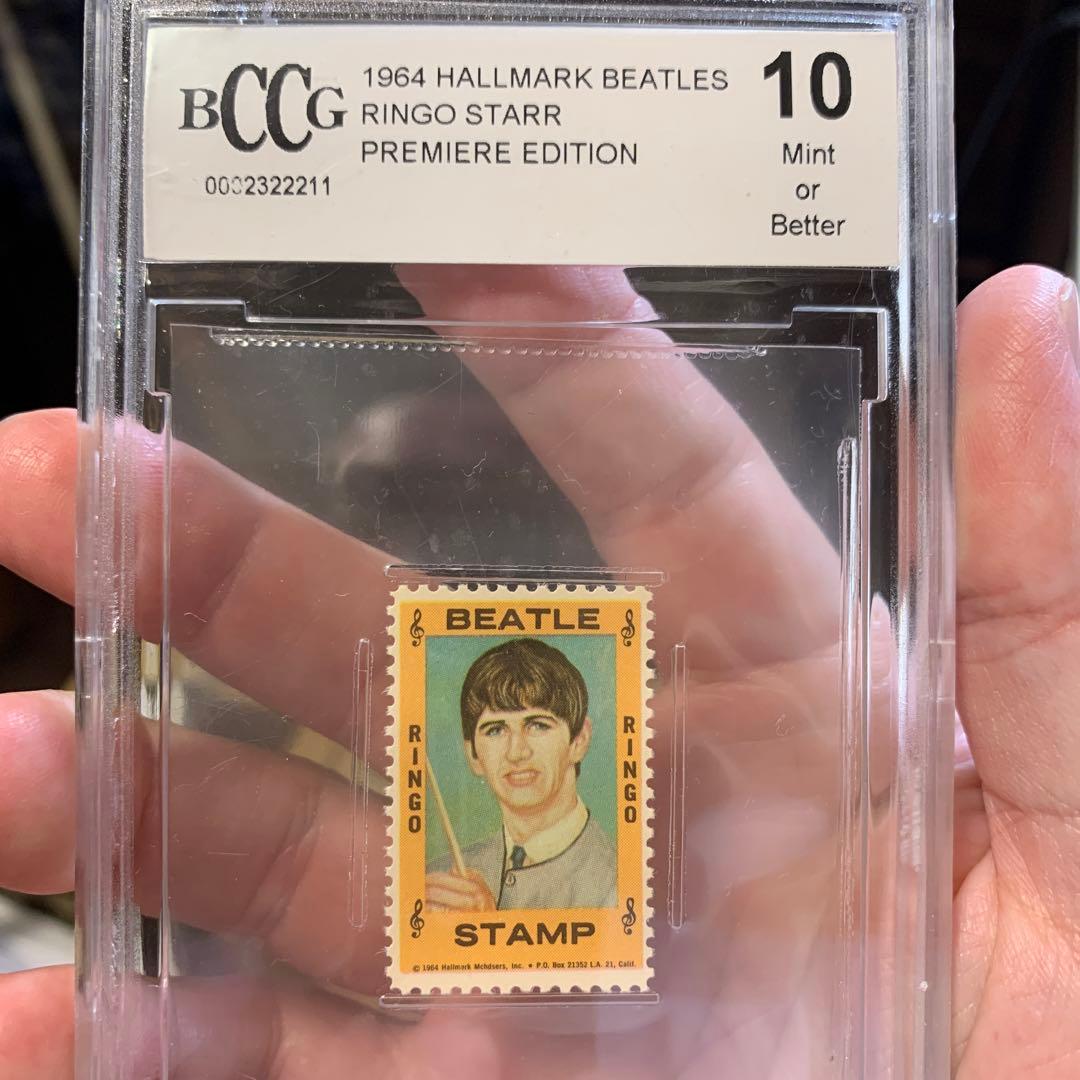 BCCG
1964 HALLMARK BEATLES
RINGO STARR
PREMIERE EDITION
0002322211
10
Mint
or
Better
BEATLE
RINGO
RINGO
STAMP
© 1964 Hallmark Mchdsers, Inc. ★ P.O. Box 21352 L.A. 21, Calif.